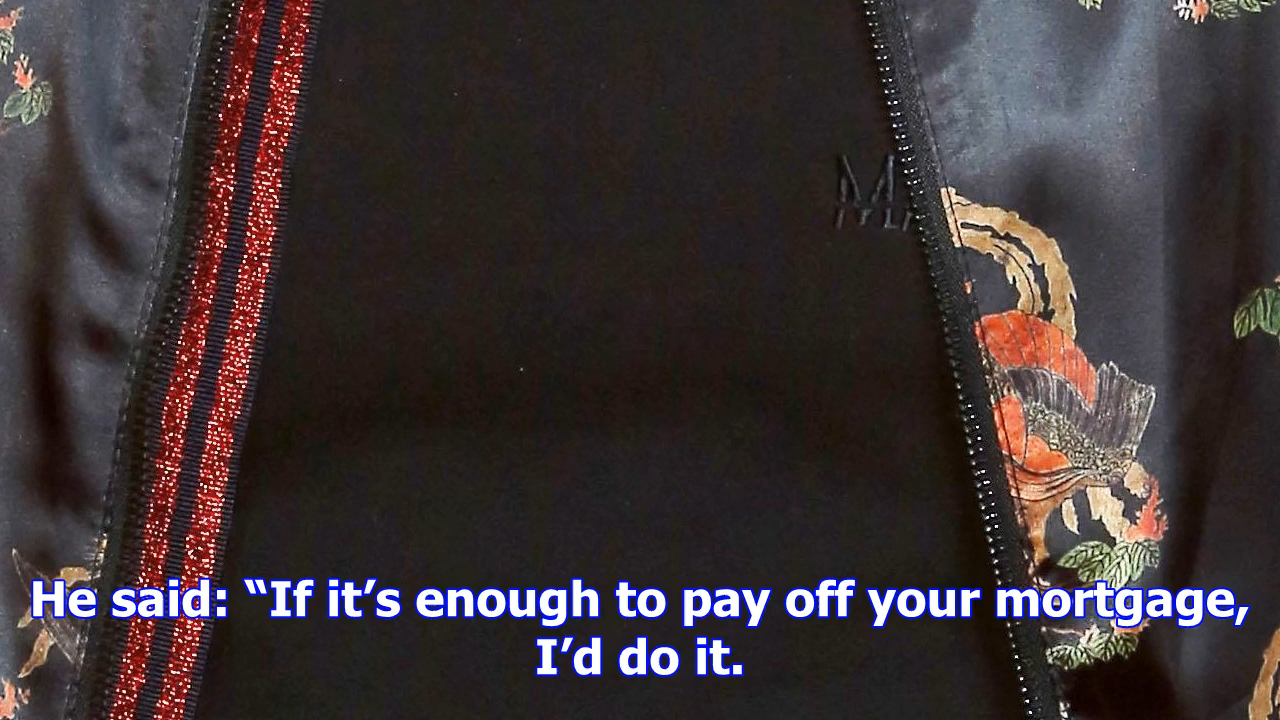 M
He said: “If it’s enough to pay off your mortgage,
I’d do it.